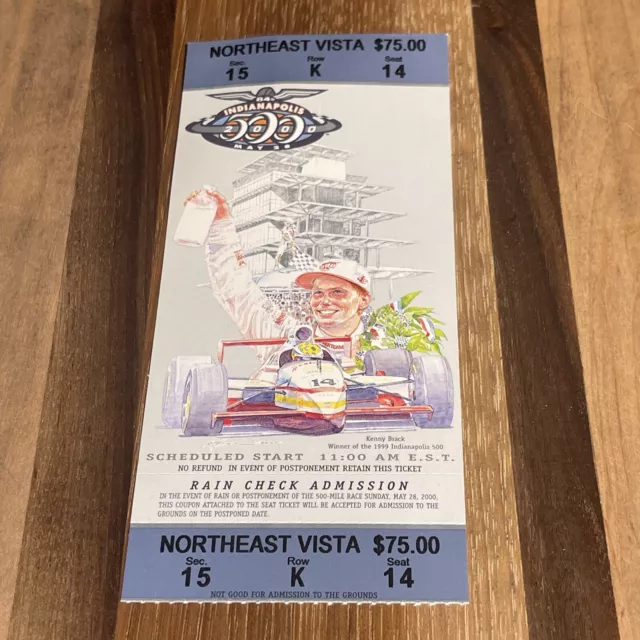 NORTHEAST VISTA $75.00
Sec. Row Seat
15 K 14
THE
INDIANAPOLIS
500
2000
MAY 28
14
Kenny Brack
Winner of the 1999 Indianapolis 500
SCHEDULED START 11:00 AM E.S.T.
NO REFUND IN EVENT OF POSTPONEMENT RETAIN THIS TICKET
RAIN CHECK ADMISSION
IN THE EVENT OF RAIN OR POSTPONEMENT OF THE 500-MILE RACE SUNDAY, MAY 28, 2000,
THIS COUPON ATTACHED TO THE SEAT TICKET WILL BE ACCEPTED FOR ADMISSION TO THE
GROUNDS ON THE POSTPONED DATE.
NORTHEAST VISTA $75.00
Sec. Row Seat
15 K 14
NOT GOOD FOR ADMISSION TO THE GROUNDS